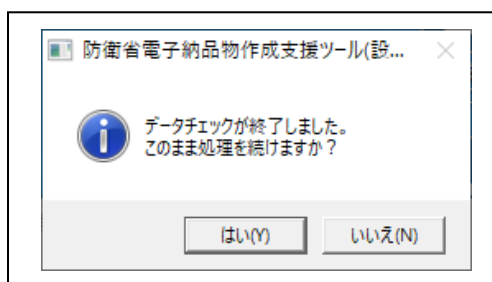 防衛省電子納品物作成支援ツール(設...
データチェックが終了しました。
このまま処理を続けますか？
はい(Y)
いいえ(N)